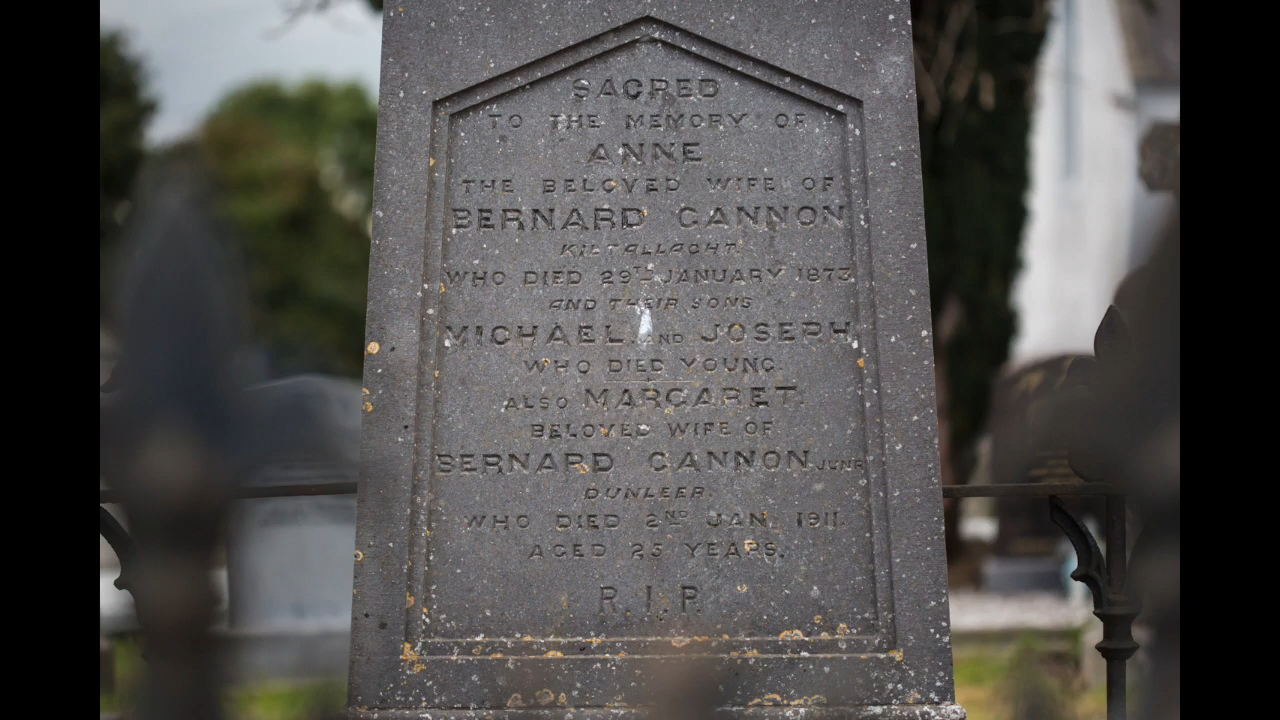 SACRED
TO THE MEMORY OF
ANNE
THE BELOVED WIFE OF
BERNARD GANNON
KILTALLAGHT.
WHO DIED 29TH JANUARY 1873
AND THEIR SONS
MICHAEL AND JOSEPH,
WHO DIED YOUNG.
ALSO MARGARET.
BELOVED WIFE OF
BERNARD GANNON JUNR
DUNLEER.
WHO DIED 2ND JAN. 1911.
AGED 25 YEARS.
R.I.P.